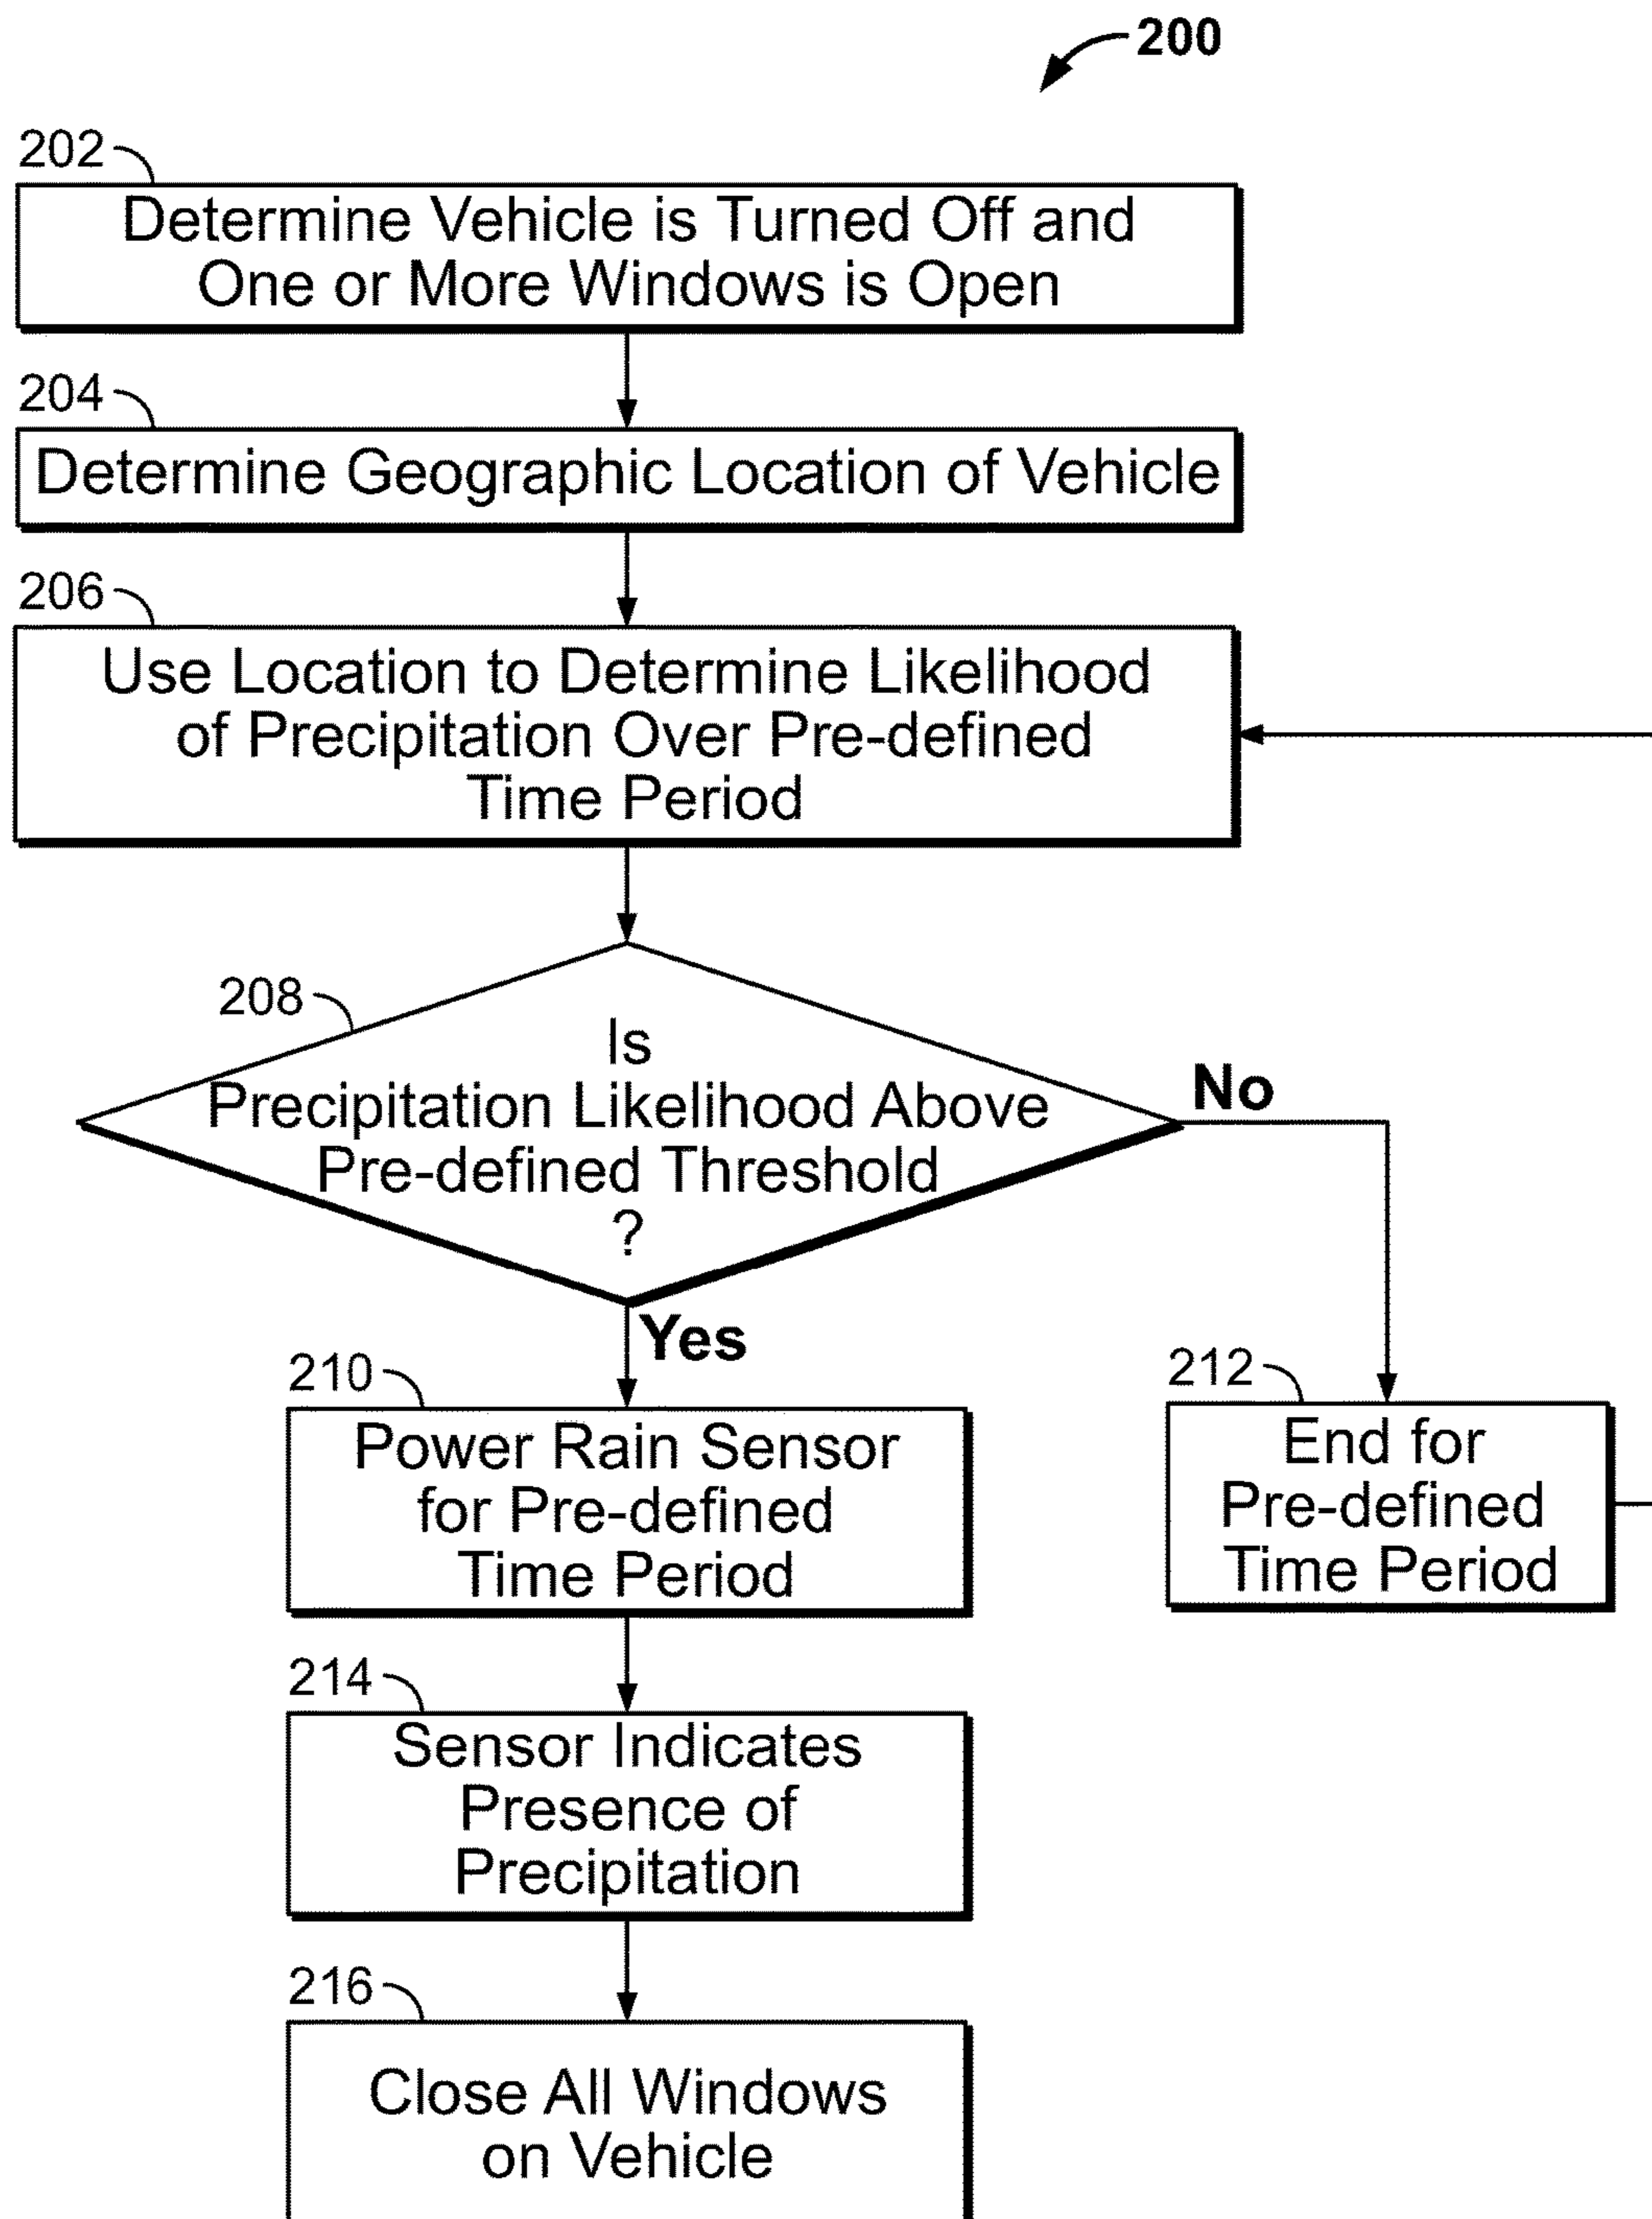 200
202
Determine Vehicle is Turned Off and
One or More Windows is Open
204
Determine Geographic Location of Vehicle
206
Use Location to Determine Likelihood
of Precipitation Over Pre-defined
Time Period
208
Is
Precipitation Likelihood Above
Pre-defined Threshold
?
No
Yes
210
Power Rain Sensor
for Pre-defined
Time Period
212
End for
Pre-defined
Time Period
214
Sensor Indicates
Presence of
Precipitation
216
Close All Windows
on Vehicle